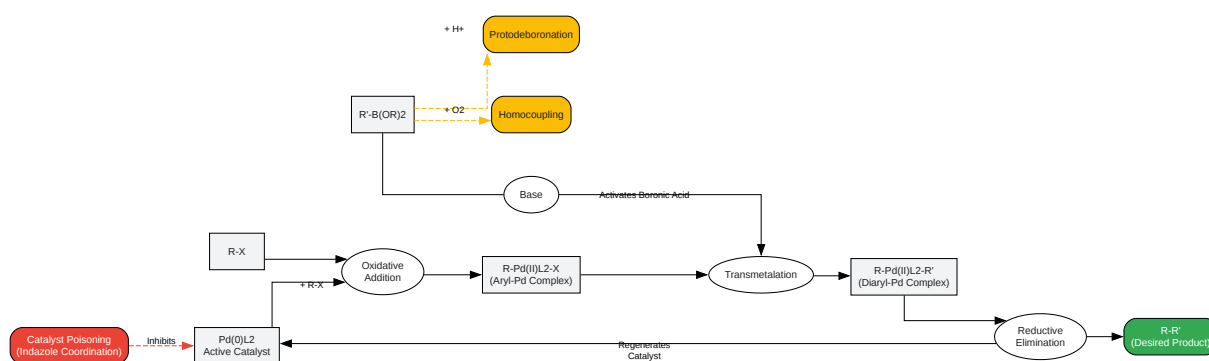 + H+
Protodeboronation
R'-B(OR)2
+ O2
Homocoupling
Base
Activates Boronic Acid
R-X
Oxidative
Addition
R-Pd(II)L2-X
(Aryl-Pd Complex)
Transmetalation
R-Pd(II)L2-R'
(Diaryl-Pd Complex)
+ R-X
Catalyst Poisoning
(Indazole Coordination)
Inhibits
Pd(0)L2
Active Catalyst
Regenerates
Catalyst
Reductive
Elimination
R-R'
(Desired Product)